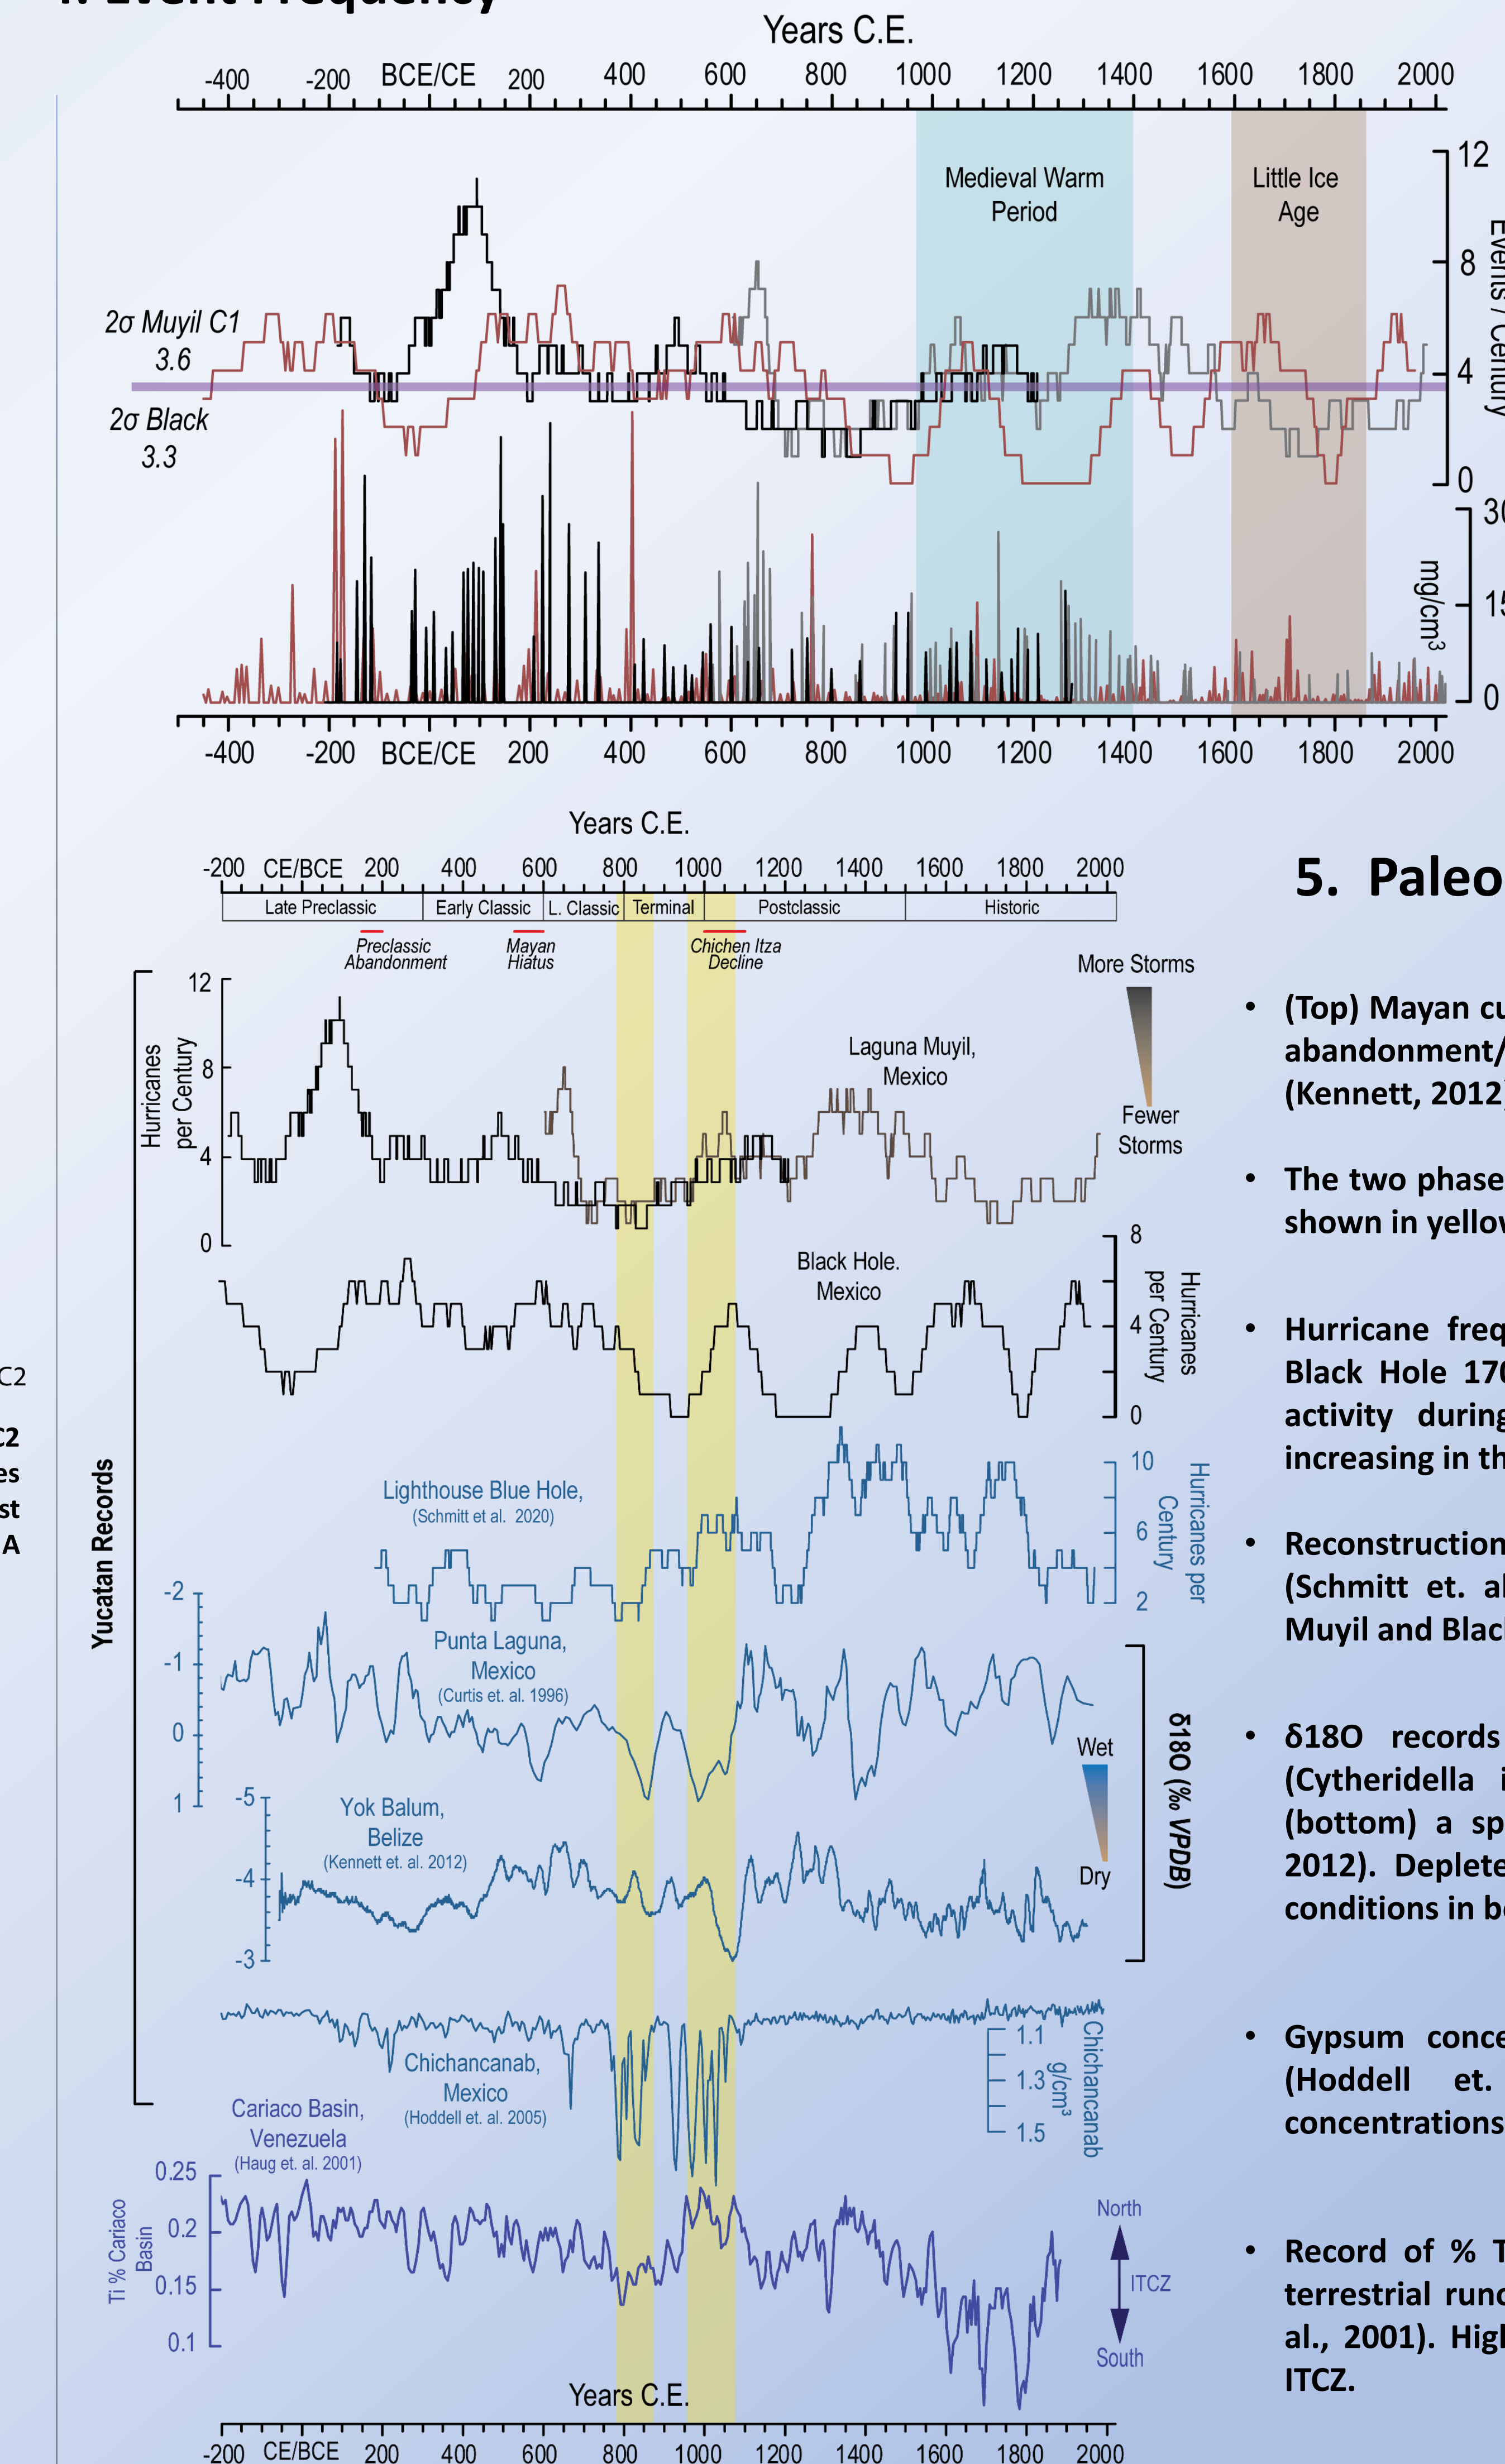 4. Event Frequency
Years C.E.
-400 -200 BCE/CE 200 400 600 800 1000 1200 1400 1600 1800 2000
Medieval Warm
Period
Little Ice
Age
12
8
4
0
Events / Century
2σ Muyil C1
3.6
2σ Black
3.3
30
15
0
mg/cm³
-400 -200 BCE/CE 200 400 600 800 1000 1200 1400 1600 1800 2000
Years C.E.
-200 CE/BCE 200 400 600 800 1000 1200 1400 1600 1800 2000
Late Preclassic Early Classic L. Classic Terminal Postclassic Historic
Preclassic
Abandonment
Mayan
Hiatus
Chichen Itza
Decline
More Storms
Fewer
Storms
Hurricanes
per Century
12
8
4
0
Laguna Muyil,
Mexico
Black Hole.
Mexico
8
4
0
Hurricanes
per Century
Yucatan Records
Lighthouse Blue Hole,
(Schmitt et al. 2020)
10
6
2
Hurricanes per
Century
-2
-1
0
1
Punta Laguna,
Mexico
(Curtis et. al. 1996)
Wet
Dry
δ18O (‰ VPDB)
-5
-4
-3
Yok Balum,
Belize
(Kennett et. al. 2012)
Chichancanab,
Mexico
(Hoddell et. al. 2005)
1.1
1.3
1.5
g/cm³
Chichancanab
Cariaco Basin,
Venezuela
(Haug et. al. 2001)
0.25
0.2
0.15
0.1
Ti % Cariaco
Basin
North
ITCZ
South
Years C.E.
-200 CE/BCE 200 400 600 800 1000 1200 1400 1600 1800 2000
C2
C2
es
st
A
5. Paleo
• (Top) Mayan cu
abandonment/
(Kennett, 2012)
• The two phase
shown in yellow
• Hurricane freq
Black Hole 170
activity during
increasing in th
• Reconstruction
(Schmitt et. al
Muyil and Blac
• δ18O records
(Cytheridella i
(bottom) a sp
2012). Deplete
conditions in b
• Gypsum conce
(Hoddell et.
concentrations
• Record of % T
terrestrial runo
al., 2001). High
ITCZ.